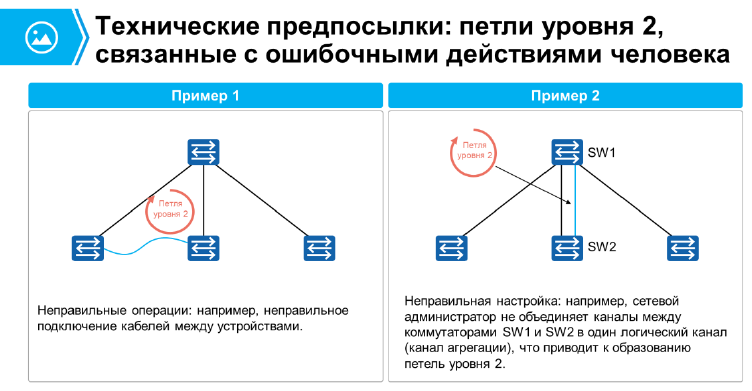 Технические предпосылки: петли уровня 2,
связанные с ошибочными действиями человека
Пример 1
Петля
уровня 2
Неправильные операции: например, неправильное
подключение кабелей между устройствами.
Пример 2
Петля
уровня 2
SW1
SW2
Неправильная настройка: например, сетевой
администратор не объединяет каналы между
коммутаторами SW1 и SW2 в один логический канал
(канал агрегации), что приводит к образованию
петель уровня 2.